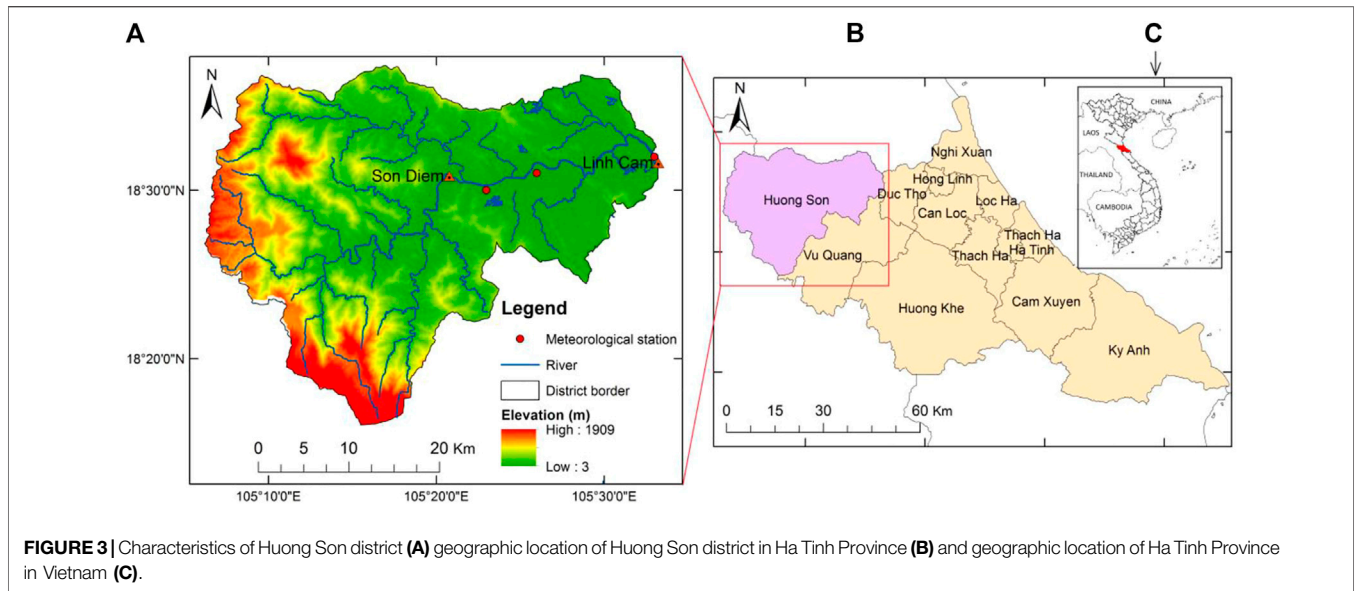 A
B
C
N
Son Diem
Linh Cam
18°30'0"N
18°20'0"N
Legend
Meteorological station
River
District border
Elevation (m)
High : 1909
Low : 3
0 5 10 20 Km
105°10'0"E
105°20'0"E
105°30'0"E
N
Nghi Xuan
Hong Linh
Duc Tho
Loc Ha
Can Loc
Huong Son
Thach Ha
Ha Tinh
Vu Quang
Thach Ha
Huong Khe
Cam Xuyen
Ky Anh
0 15 30 60 Km
CHINA
LAOS
THAILAND
CAMBODIA
FIGURE 3 | Characteristics of Huong Son district (A) geographic location of Huong Son district in Ha Tinh Province (B) and geographic location of Ha Tinh Province
in Vietnam (C).